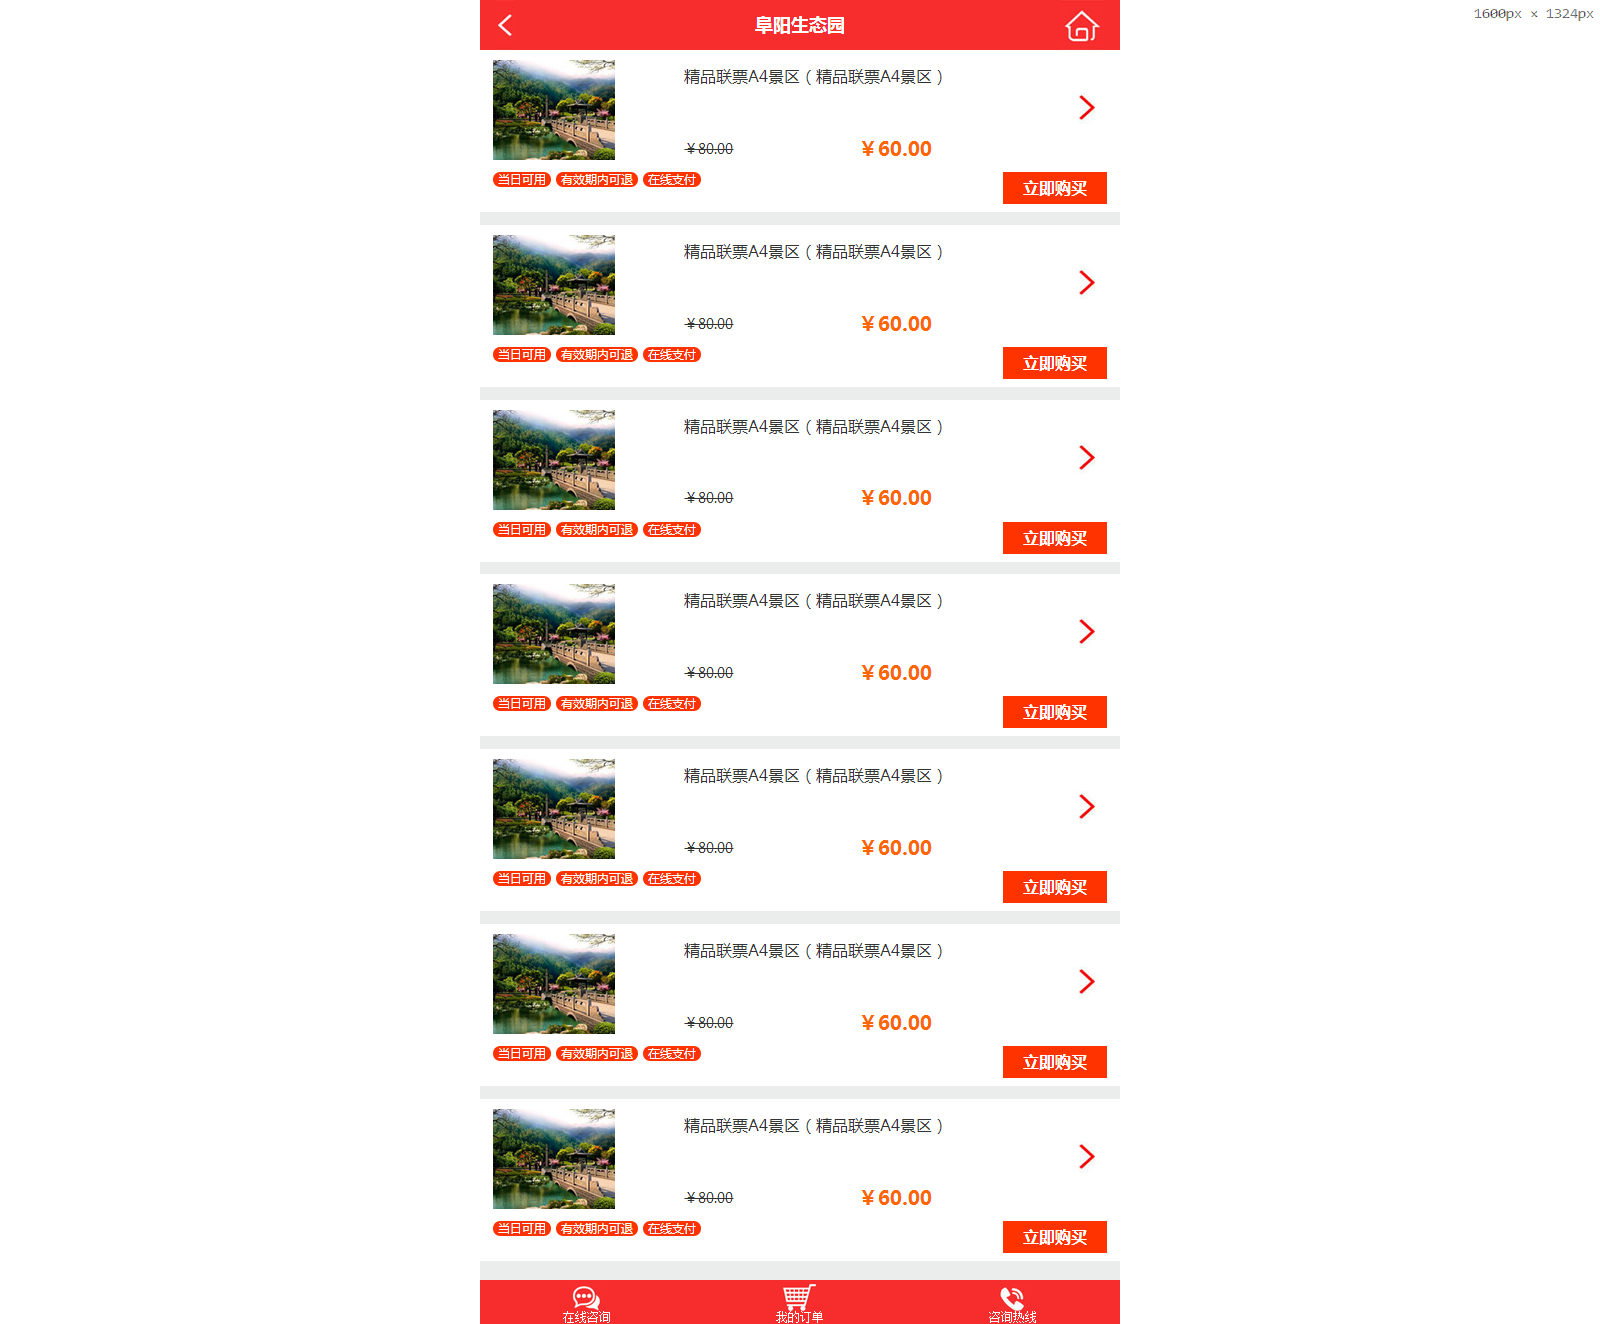 1600px × 1324px
阜阳生态园
精品联票A4景区（精品联票A4景区）
￥80.00 ￥60.00
当日可用 有效期内可退 在线支付
立即购买
精品联票A4景区（精品联票A4景区）
￥80.00 ￥60.00
当日可用 有效期内可退 在线支付
立即购买
精品联票A4景区（精品联票A4景区）
￥80.00 ￥60.00
当日可用 有效期内可退 在线支付
立即购买
精品联票A4景区（精品联票A4景区）
￥80.00 ￥60.00
当日可用 有效期内可退 在线支付
立即购买
精品联票A4景区（精品联票A4景区）
￥80.00 ￥60.00
当日可用 有效期内可退 在线支付
立即购买
精品联票A4景区（精品联票A4景区）
￥80.00 ￥60.00
当日可用 有效期内可退 在线支付
立即购买
精品联票A4景区（精品联票A4景区）
￥80.00 ￥60.00
当日可用 有效期内可退 在线支付
立即购买
在线咨询 我的订单 咨询热线